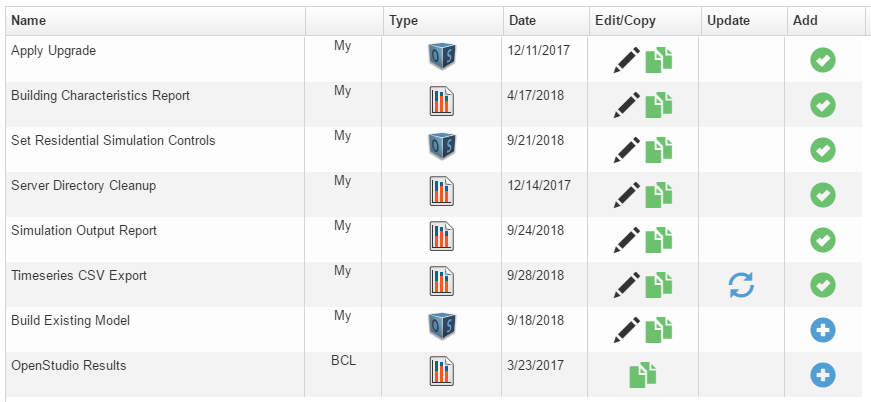 Name Type Date Edit/Copy Update Add
Apply Upgrade My 12/11/2017
Building Characteristics Report My 4/17/2018
Set Residential Simulation Controls My 9/21/2018
Server Directory Cleanup My 12/14/2017
Simulation Output Report My 9/24/2018
Timeseries CSV Export My 9/28/2018
Build Existing Model My 9/18/2018
OpenStudio Results BCL 3/23/2017